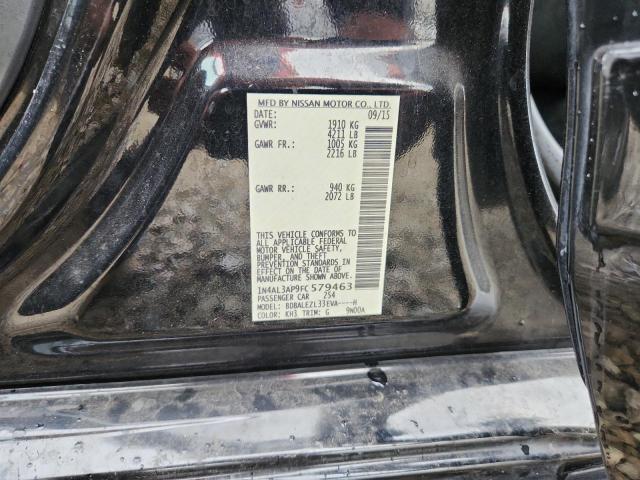 MFD BY NISSAN MOTOR CO., LTD.
DATE: 09/15
GVWR: 1910 KG
4211 LB
GAWR FR.: 1005 KG
2216 LB
GAWR RR.: 940 KG
2072 LB
THIS VEHICLE CONFORMS TO
ALL APPLICABLE FEDERAL
MOTOR VEHICLE SAFETY,
BUMPER, AND THEFT
PREVENTION STANDARDS
IN EFFECT ON THE DATE OF
MANUFACTURE SHOWN ABOVE.
1N4AL3AP9FC579463
PASSENGER CAR 254
MODEL: BDBALEZL33EVA----H
COLOR: KH3 TRIM: G 9N00A